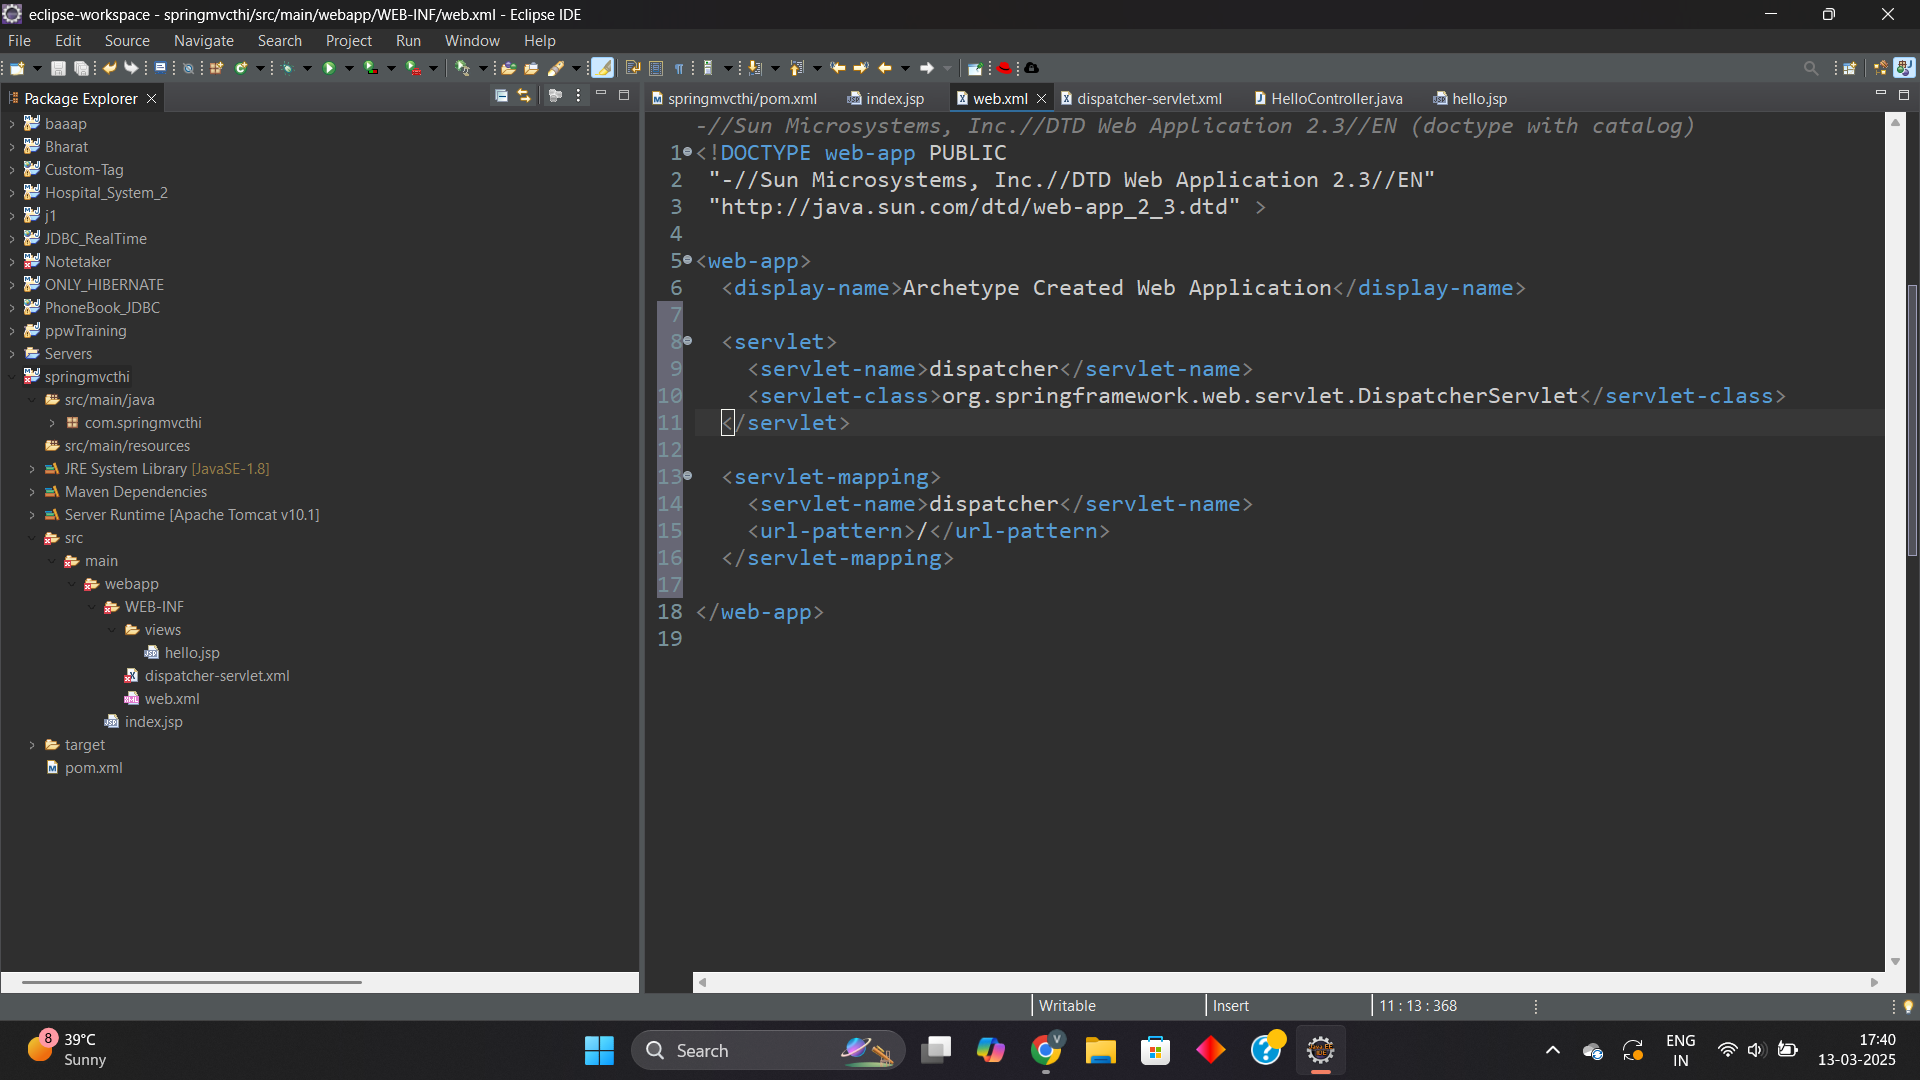 eclipse-workspace - springmvcthi/src/main/webapp/WEB-INF/web.xml - Eclipse IDE
File Edit Source Navigate Search Project Run Window Help
Package Explorer
springmvcthi/pom.xml index.jsp web.xml dispatcher-servlet.xml HelloController.java hello.jsp
baaap
Bharat
Custom-Tag
Hospital_System_2
j1
JDBC_RealTime
Notetaker
ONLY_HIBERNATE
PhoneBook_JDBC
ppwTraining
Servers
springmvcthi
src/main/java
com.springmvcthi
src/main/resources
JRE System Library [JavaSE-1.8]
Maven Dependencies
Server Runtime [Apache Tomcat v10.1]
src
main
webapp
WEB-INF
views
hello.jsp
dispatcher-servlet.xml
web.xml
index.jsp
target
pom.xml
-//Sun Microsystems, Inc.//DTD Web Application 2.3//EN (doctype with catalog)
1 <!DOCTYPE web-app PUBLIC
2 "-//Sun Microsystems, Inc.//DTD Web Application 2.3//EN"
3 "http://java.sun.com/dtd/web-app_2_3.dtd" >
4
5 <web-app>
6 <display-name>Archetype Created Web Application</display-name>
7
8 <servlet>
9 <servlet-name>dispatcher</servlet-name>
10 <servlet-class>org.springframework.web.servlet.DispatcherServlet</servlet-class>
11 </servlet>
12
13 <servlet-mapping>
14 <servlet-name>dispatcher</servlet-name>
15 <url-pattern>/</url-pattern>
16 </servlet-mapping>
17
18 </web-app>
19
Writable Insert 11 : 13 : 368
8 39°C
Sunny
Search
ENG
IN
17:40
13-03-2025